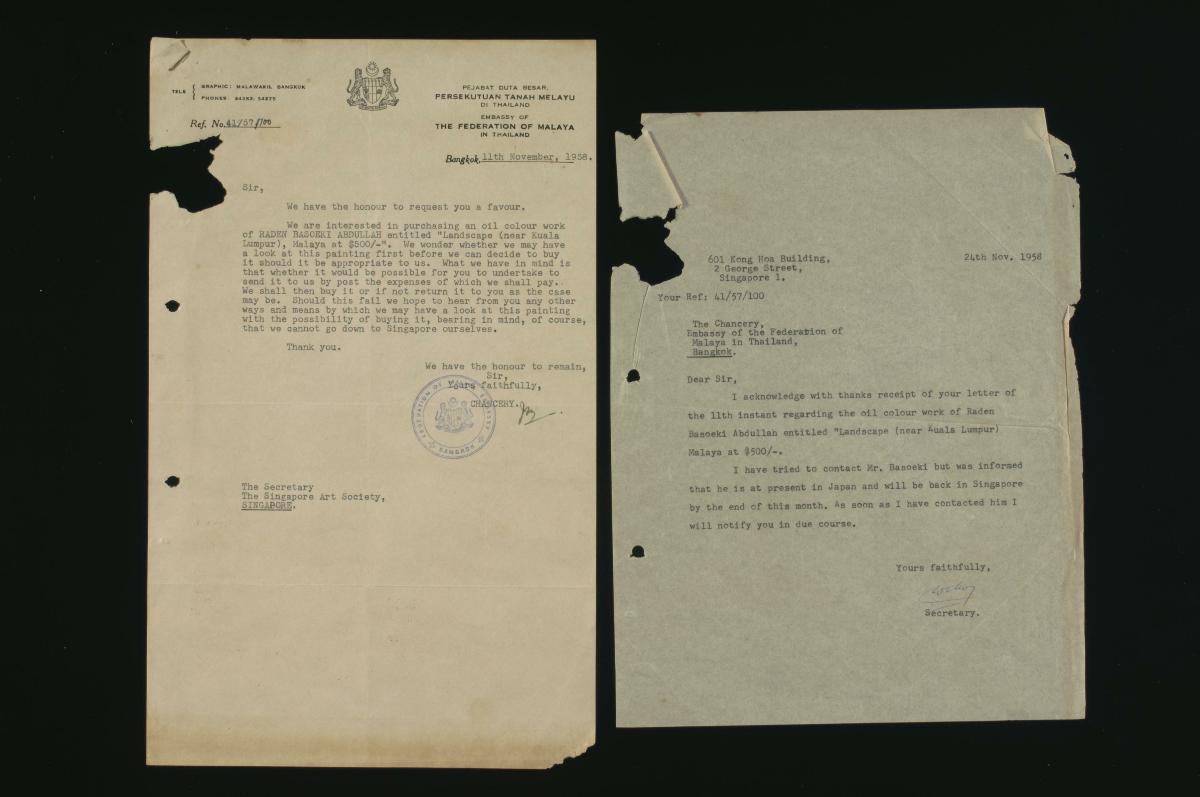 TELE { GRAPHIC: MALAWAKIL BANGKOK
PHONES: 54282, 54275
Ref. No. 41/57/100
PEJABAT DUTA BESAR,
PERSEKUTUAN TANAH MELAYU
DI THAILAND
EMBASSY OF
THE FEDERATION OF MALAYA
IN THAILAND
Bangkok, 11th November, 1958.
Sir,
We have the honour to request you a favour.
We are interested in purchasing an oil colour work
of RADEN BASOEKI ABDULLAH entitled "Landscape (near Kuala
Lumpur), Malaya at $500/-". We wonder whether we may have
a look at this painting first before we can decide to buy
it should it be appropriate to us. What we have in mind is
that whether it would be possible for you to undertake to
send it to us by post the expenses of which we shall pay.
We shall then buy it or if not return it to you as the case
may be. Should this fail we hope to hear from you any other
ways and means by which we may have a look at this painting
with the possibility of buying it, bearing in mind, of course,
that we cannot go down to Singapore ourselves.
Thank you.
We have the honour to remain,
Sir,
Yours faithfully,
CHANCERY.
BANGKOK
The Secretary
The Singapore Art Society,
SINGAPORE.
601 Kong Hoa Building,
2 George Street,
Singapore 1.
24th Nov. 1958
Your Ref: 41/57/100
The Chancery,
Embassy of the Federation of
Malaya in Thailand,
Bangkok.
Dear Sir,
I acknowledge with thanks receipt of your letter of
the 11th instant regarding the oil colour work of Raden
Basoeki Abdullah entitled "Landscape (near Kuala Lumpur)
Malaya at $500/-.
I have tried to contact Mr. Basoeki but was informed
that he is at present in Japan and will be back in Singapore
by the end of this month. As soon as I have contacted him I
will notify you in due course.
Yours faithfully,
Secretary.